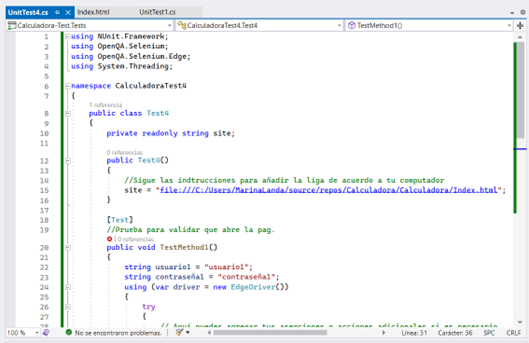 UnitTest4.cs Index.html UnitTest1.cs
Calculadora-Test.Tests CalculadoraTest4.Test4 TestMethod1()
1 using NUnit.Framework;
2 using OpenQA.Selenium;
3 using OpenQA.Selenium.Edge;
4 using System.Threading;
5
6 namespace CalculadoraTest4
7 {
1 referencia
8 public class Test4
9 {
10 private readonly string site;
11
0 referencias
12 public Test4()
13 {
14 //Sigue las indtrucciones para añadir la liga de acuerdo a tu computador
15 site = "file:///C:/Users/MarinaLanda/source/repos/Calculadora/Calculadora/Index.html";
16 }
17
18 [Test]
19 //Prueba para validar que abre la pag.
| 0 referencias
20 public void TestMethod1()
21 {
22 string usuario1 = "usuario1";
23 string contraseña1 = "contraseña1";
24 using (var driver = new EdgeDriver())
25 {
26 try
27 {
28 // Aquí puedes agregar tus aserciones o acciones adicionales si es necesario
100 % No se encontraron problemas. Línea: 31 Carácter: 36 SPC CRLF